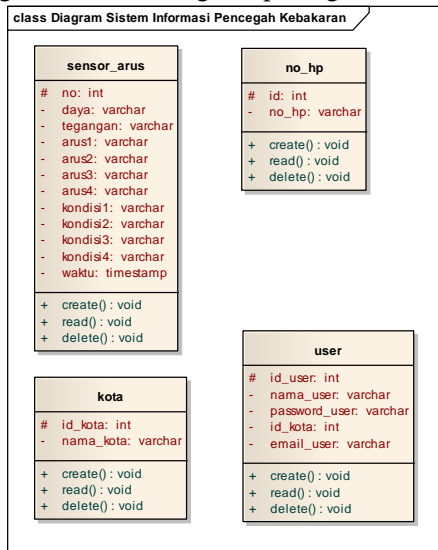 class Diagram Sistem Informasi Pencegah Kebakaran
sensor_arus
# no: int
- daya: varchar
- tegangan: varchar
- arus1: varchar
- arus2: varchar
- arus3: varchar
- arus4: varchar
- kondisi1: varchar
- kondisi2: varchar
- kondisi3: varchar
- kondisi4: varchar
- waktu: timestamp
+ create() : void
+ read() : void
+ delete() : void
no_hp
# id: int
- no_hp: varchar
+ create() : void
+ read() : void
+ delete() : void
kota
# id_kota: int
- nama_kota: varchar
+ create() : void
+ read() : void
+ delete() : void
user
# id_user: int
- nama_user: varchar
- password_user: varchar
- id_kota: int
- email_user: varchar
+ create() : void
+ read() : void
+ delete() : void